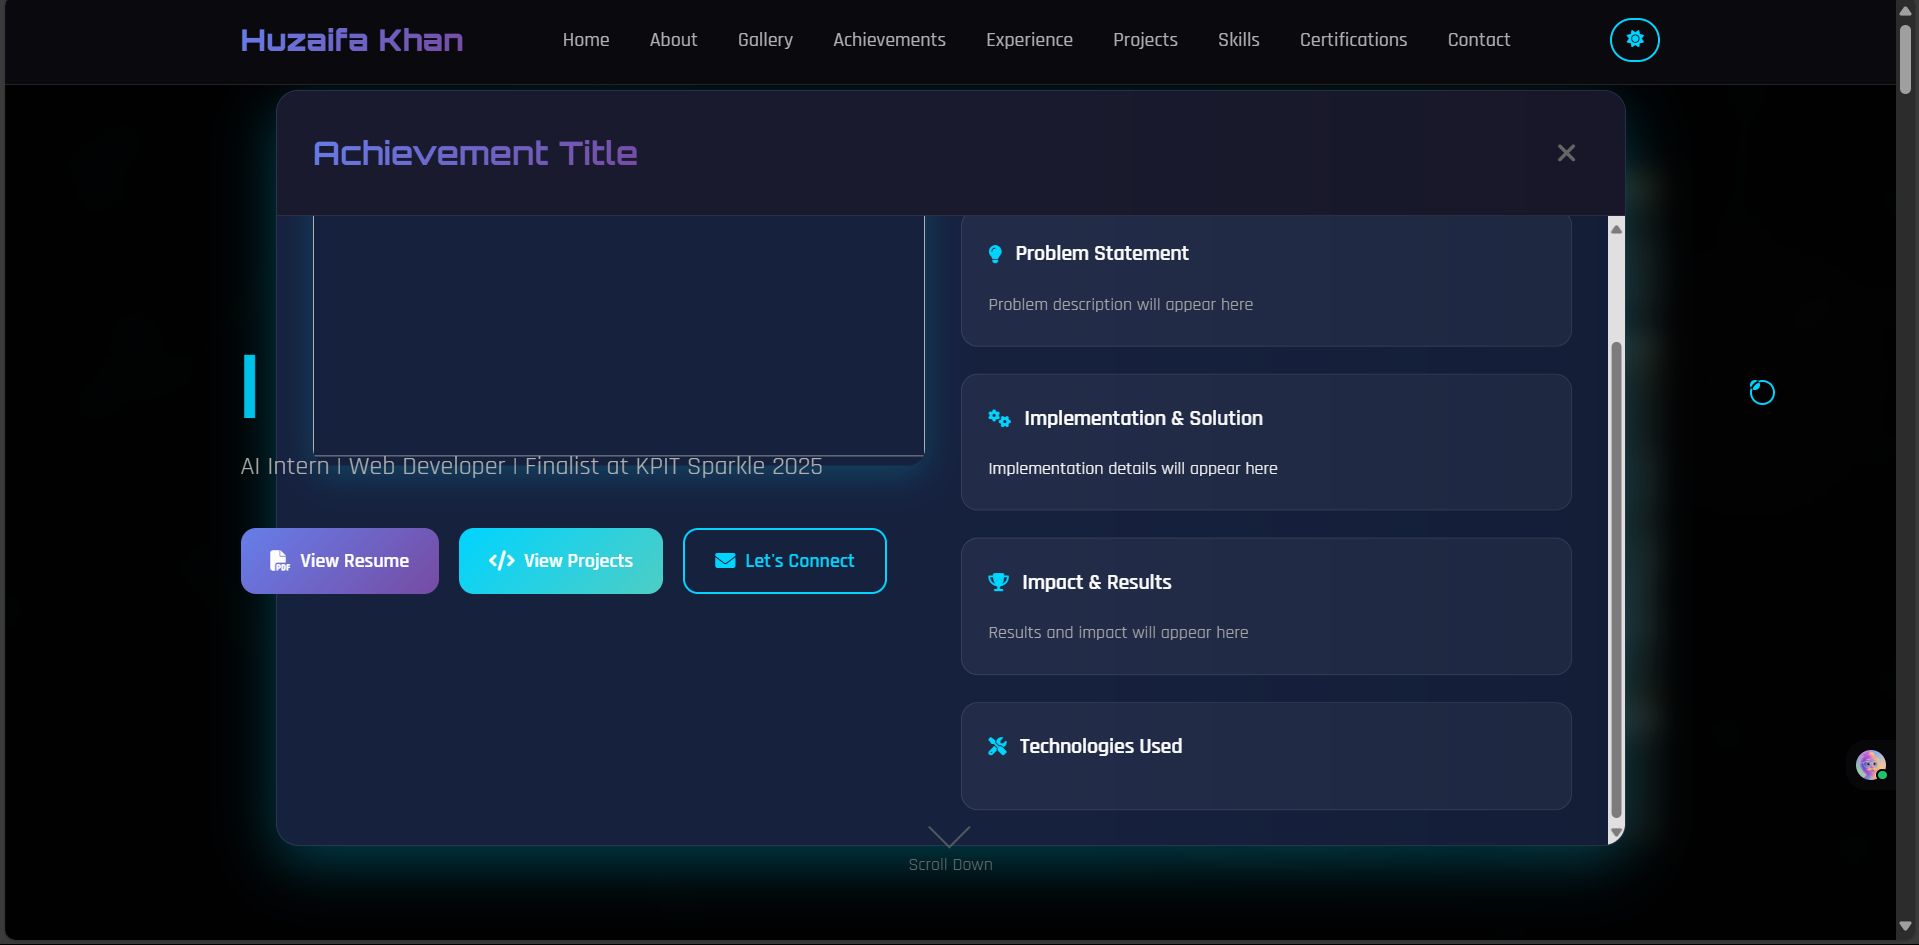 Huzaifa Khan
Home About Gallery Achievements Experience Projects Skills Certifications Contact
Achievement Title
Problem Statement
Problem description will appear here
Implementation & Solution
Implementation details will appear here
AI Intern | Web Developer | Finalist at KPIT Sparkle 2025
View Resume View Projects Let's Connect
Impact & Results
Results and impact will appear here
Technologies Used
Scroll Down